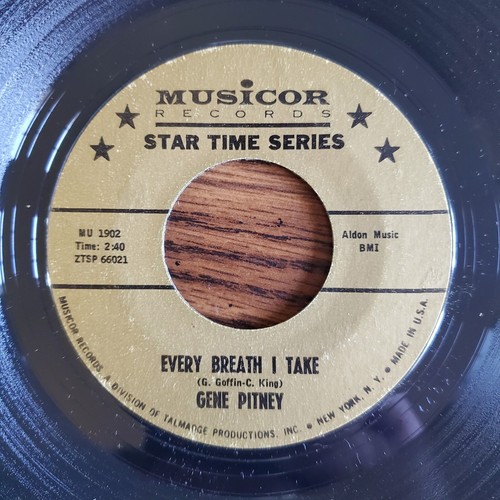 MUSICOR
RECORDS
STAR TIME SERIES
MU 1902
Time: 2:40
ZTSP 66021
Aldon Music
BMI
EVERY BREATH I TAKE
(G. Goffin-C. King)
GENE PITNEY
MUSICOR RECORDS, A DIVISION OF TALMADGE PRODUCTIONS, INC. • NEW YORK, N. Y. • MADE IN U.S.A.